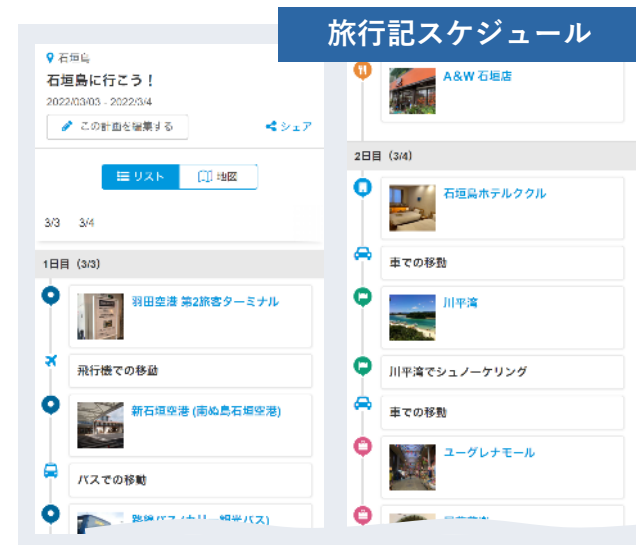 旅行記スケジュール
石垣島
石垣島に行こう！
2022/03/03 - 2022/3/4
この計画を編集する
シェア
リスト
地図
3/3 3/4
1日目（3/3）
羽田空港 第2旅客ターミナル
飛行機での移動
新石垣空港 (南ぬ島石垣空港)
バスでの移動
A&W 石垣店
2日目（3/4）
石垣島ホテルククル
車での移動
川平湾
川平湾でシュノーケリング
車での移動
ユーグレナモール